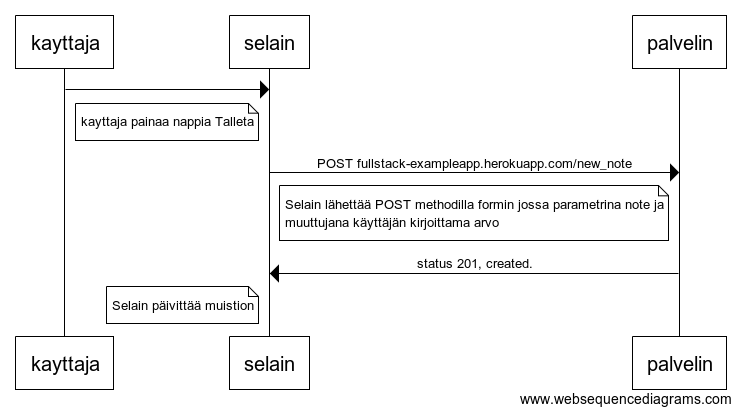 kayttaja
selain
palvelin
kayttaja painaa nappia Talleta
POST fullstack-exampleapp.herokuapp.com/new_note
Selain lähettää POST methodilla formin jossa parametrina note ja
muuttujana käyttäjän kirjoittama arvo
status 201, created.
Selain päivittää muistion
kayttaja
selain
palvelin
www.websequencediagrams.com